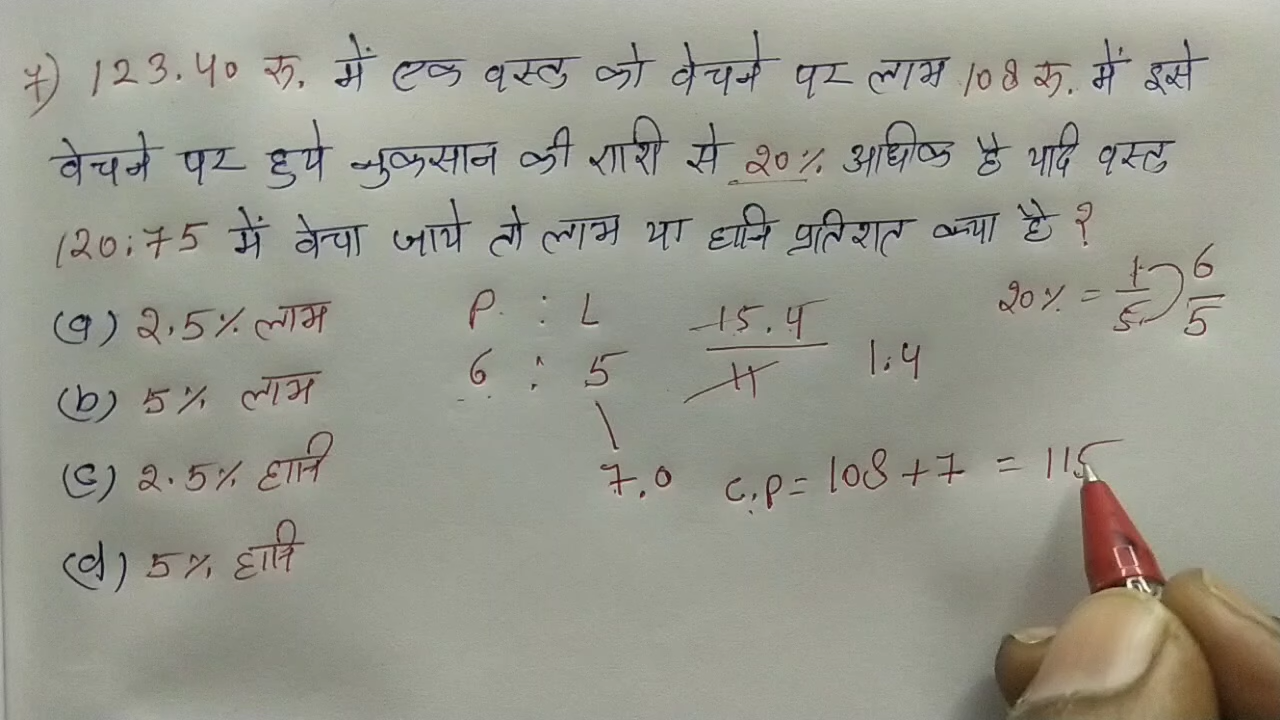 7) 123.40 रु. में एक वस्तु को बेचने पर लाभ 108 रु. में इसे
बेचने पर हुये नुकसान की राशि से 20% अधिक है यदि वस्तु
120:75 में बेचा जाये तो लाभ या हानि प्रतिशत क्या है ?
(a) 2.5% लाभ
(b) 5% लाभ
(c) 2.5% हानि
(d) 5% हानि
P. : L
6 : 5
7.0
15.4
11
1.4
20% = 1/5
6/5
C.P = 108 + 7 = 115